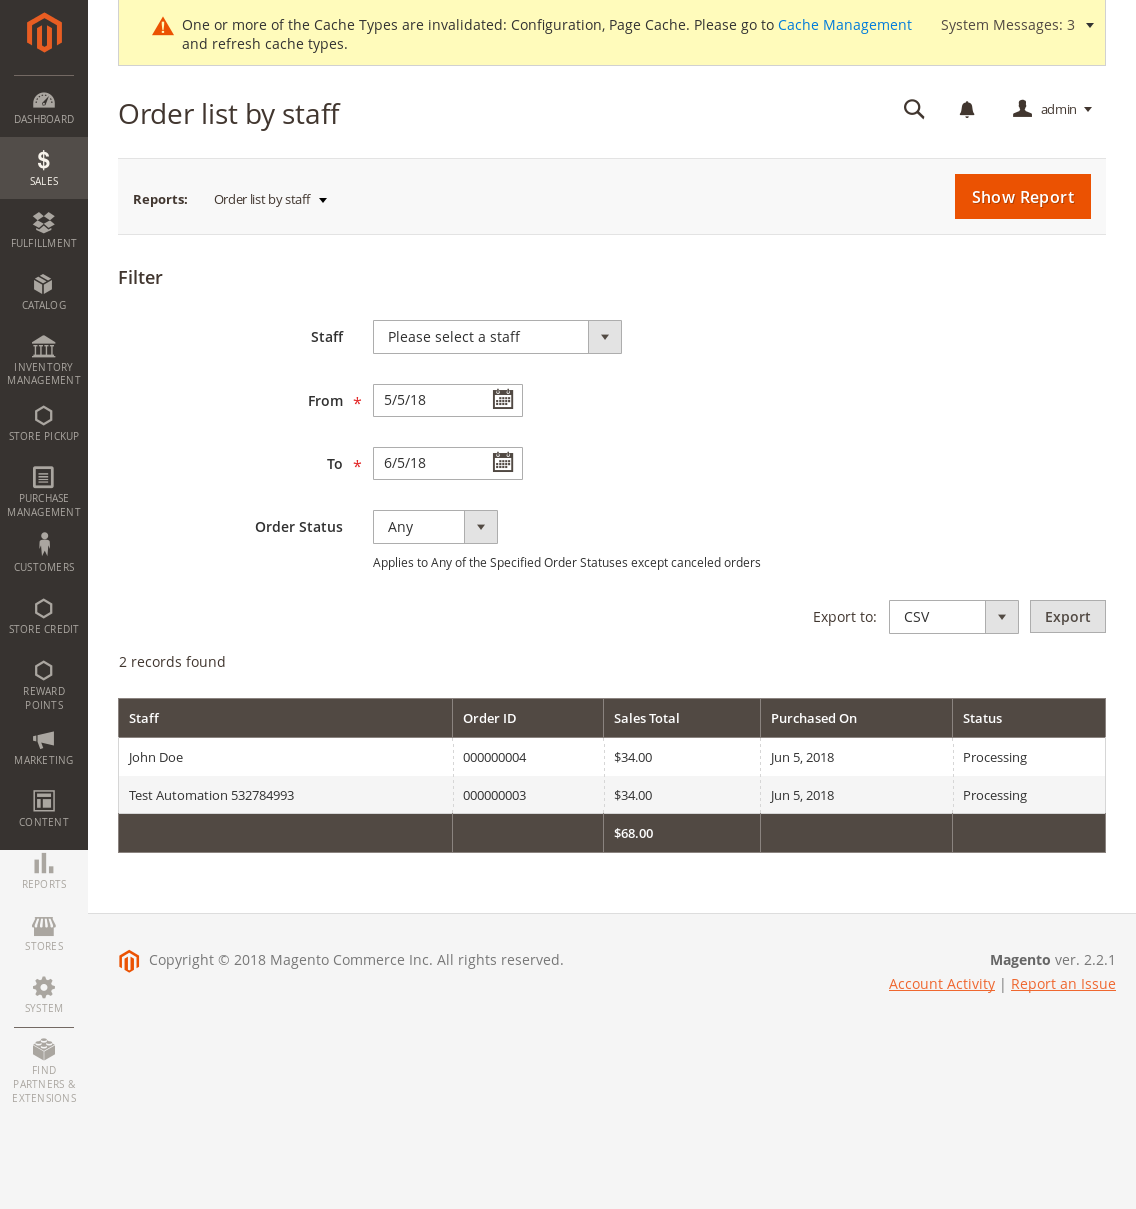 One or more of the Cache Types are invalidated: Configuration, Page Cache. Please go to Cache Management
and refresh cache types.
System Messages: 3
Order list by staff
admin
Reports:
Order list by staff
Show Report
Filter
Staff
Please select a staff
From *
5/5/18
To *
6/5/18
Order Status
Any
Applies to Any of the Specified Order Statuses except canceled orders
Export to:
CSV
Export
2 records found
Staff Order ID Sales Total Purchased On Status
John Doe 000000004 $34.00 Jun 5, 2018 Processing
Test Automation 532784993 000000003 $34.00 Jun 5, 2018 Processing
$68.00
DASHBOARD
$
SALES
FULFILLMENT
CATALOG
INVENTORY
MANAGEMENT
STORE PICKUP
PURCHASE
MANAGEMENT
CUSTOMERS
STORE CREDIT
REWARD
POINTS
MARKETING
CONTENT
REPORTS
STORES
SYSTEM
FIND
PARTNERS &
EXTENSIONS
Copyright © 2018 Magento Commerce Inc. All rights reserved.
Magento ver. 2.2.1
Account Activity | Report an Issue